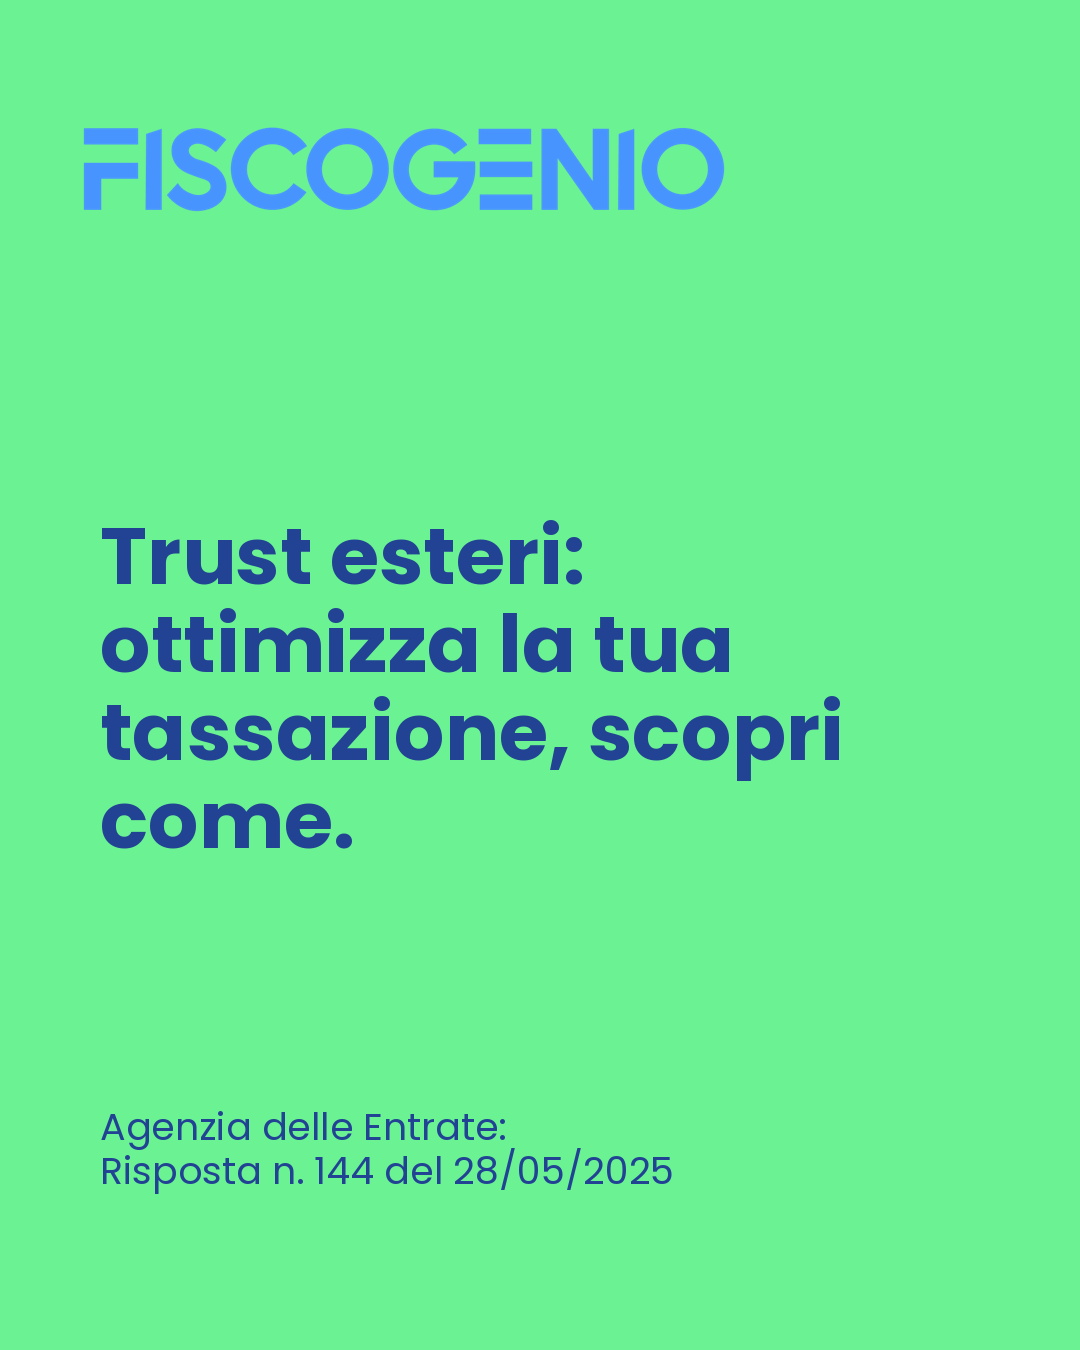 FISCOGENIO
Trust esteri:
ottimizza la tua
tassazione, scopri
come.
Agenzia delle Entrate:
Risposta n. 144 del 28/05/2025